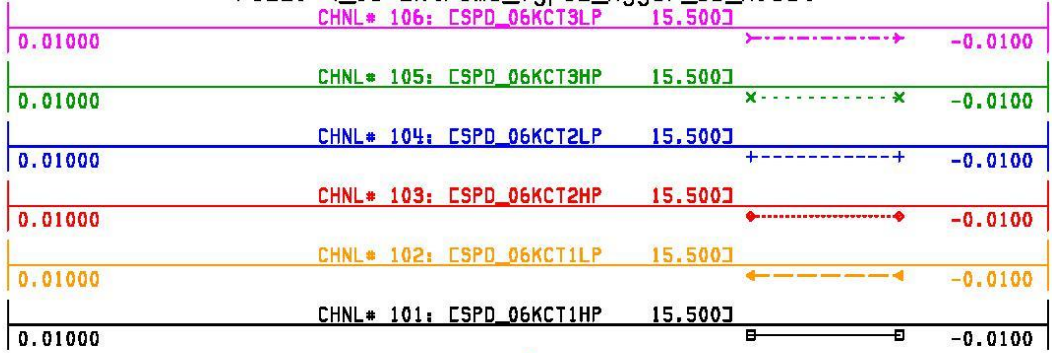 CHNL# 106: [SPD_06KCT3LP 15.500]
0.01000 -0.0100
CHNL# 105: [SPD_06KCT3HP 15.500]
0.01000 -0.0100
CHNL# 104: [SPD_06KCT2LP 15.500]
0.01000 -0.0100
CHNL# 103: [SPD_06KCT2HP 15.500]
0.01000 -0.0100
CHNL# 102: [SPD_06KCT1LP 15.500]
0.01000 -0.0100
CHNL# 101: [SPD_06KCT1HP 15.500]
0.01000 -0.0100